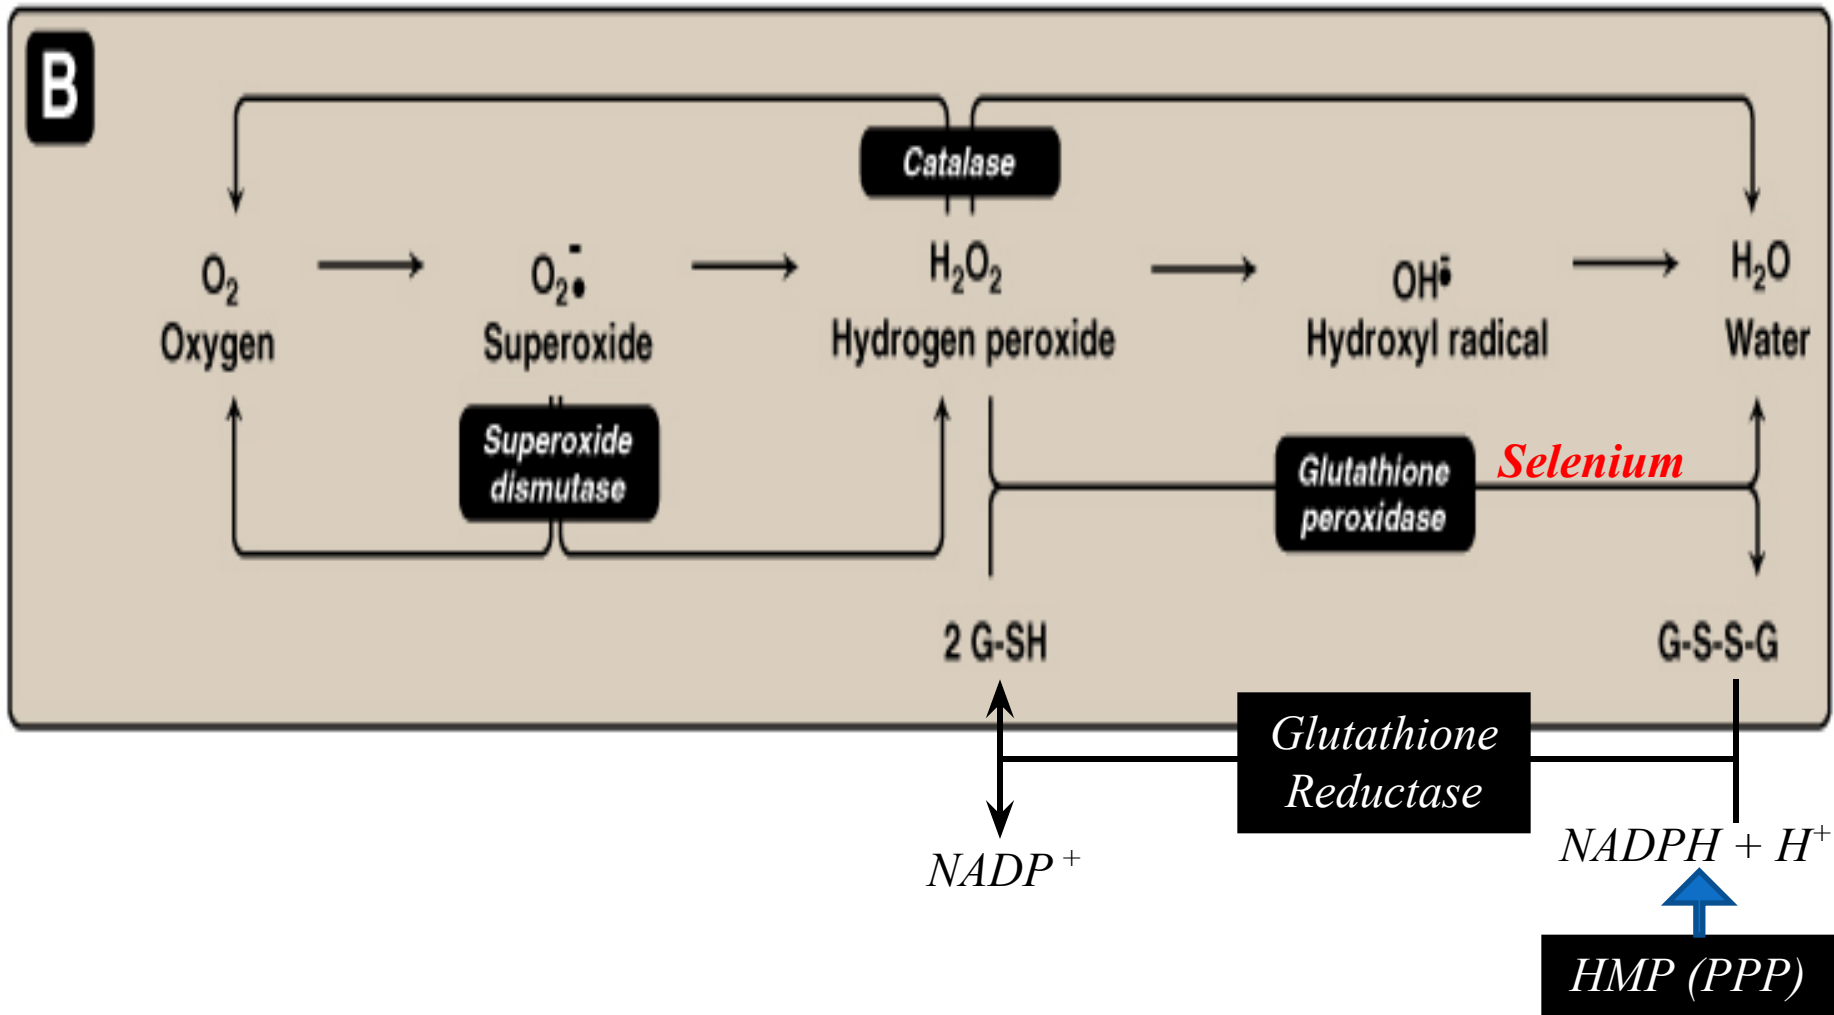 B
Catalase
O₂
O₂•⁻
H₂O₂
OH•⁻
H₂O
Oxygen
Superoxide
Hydrogen peroxide
Hydroxyl radical
Water
Superoxide
dismutase
Glutathione
peroxidase
Selenium
2 G-SH
G-S-S-G
Glutathione
Reductase
NADP⁺
NADPH + H⁺
HMP (PPP)